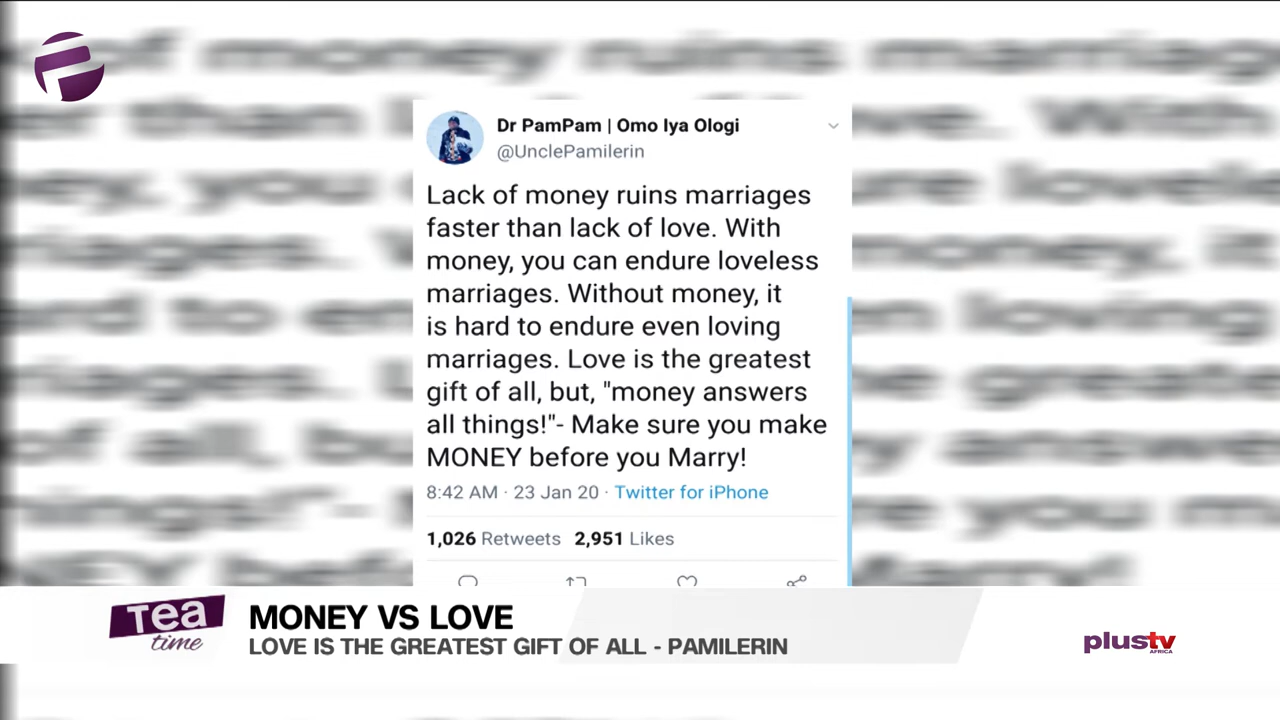 Dr PamPam | Omo Iya Ologi
@UnclePamilerin
Lack of money ruins marriages
faster than lack of love. With
money, you can endure loveless
marriages. Without money, it
is hard to endure even loving
marriages. Love is the greatest
gift of all, but, "money answers
all things!"- Make sure you make
MONEY before you Marry!
8:42 AM · 23 Jan 20 · Twitter for iPhone
1,026 Retweets 2,951 Likes
Tea
time
MONEY VS LOVE
LOVE IS THE GREATEST GIFT OF ALL - PAMILERIN
plustv
AFRICA